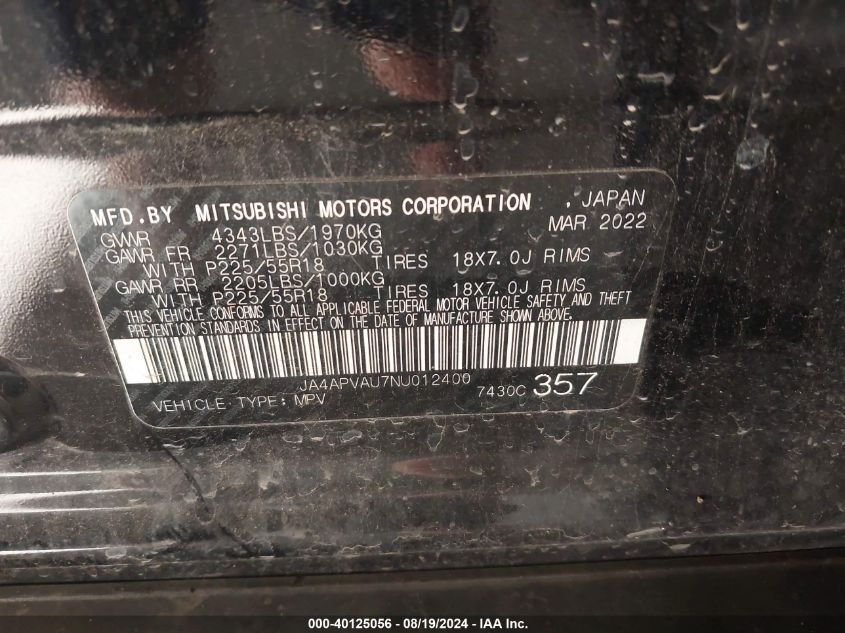 MFD.BY MITSUBISHI MOTORS CORPORATION , JAPAN
GVWR 4343LBS/1970KG MAR 2022
GAWR FR 2271LBS/1030KG
WITH P225/55R18 TIRES 18X7.0J RIMS
GAWR RR 2205LBS/1000KG
WITH P225/55R18 TIRES 18X7.0J RIMS
THIS VEHICLE CONFORMS TO ALL APPLICABLE FEDERAL MOTOR VEHICLE SAFETY AND THEFT
PREVENTION STANDARDS IN EFFECT ON THE DATE OF MANUFACTURE SHOWN ABOVE.
JA4APVAU7NU012400
VEHICLE TYPE: MPV 7430C 357
000-40125056 - 08/19/2024 - IAA Inc.